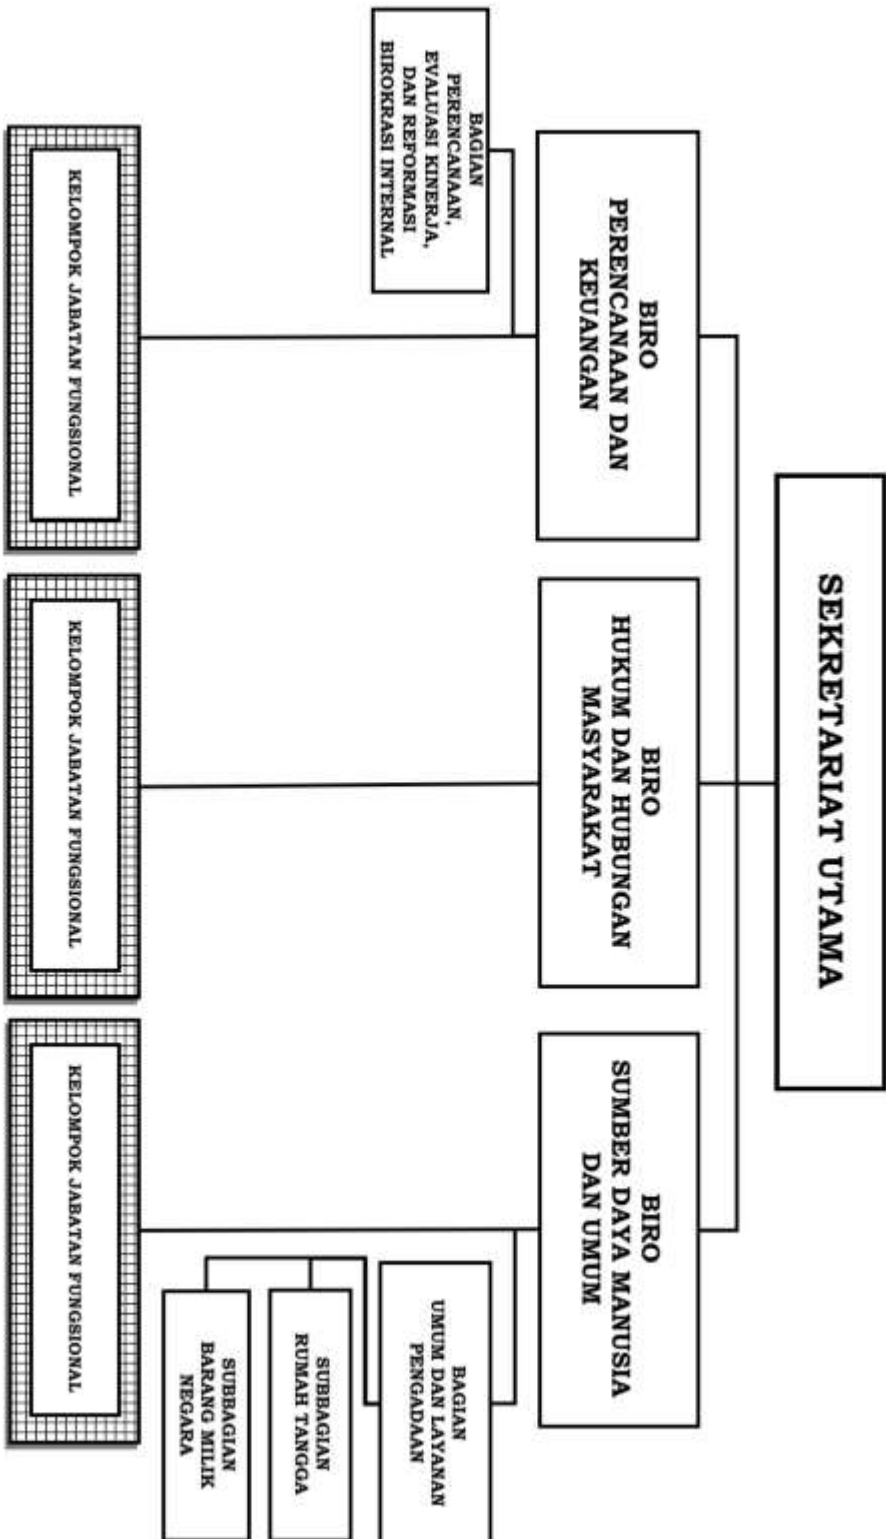 SEKRETARIAT UTAMA
BIRO
PERENCANAAN DAN
KEUANGAN
BIRO
HUKUM DAN HUBUNGAN
MASYARAKAT
BIRO
SUMBER DAYA MANUSIA
DAN UMUM
BAGIAN
PERENCANAAN,
EVALUASI KINERJA,
DAN REFORMASI
BIROKRASI INTERNAL
BAGIAN
UMUM DAN LAYANAN
PENGADAAN
SUBBAGIAN
RUMAH TANGGA
SUBBAGIAN
BARANG MILIK
NEGARA
KELOMPOK JABATAN FUNGSIONAL
KELOMPOK JABATAN FUNGSIONAL
KELOMPOK JABATAN FUNGSIONAL